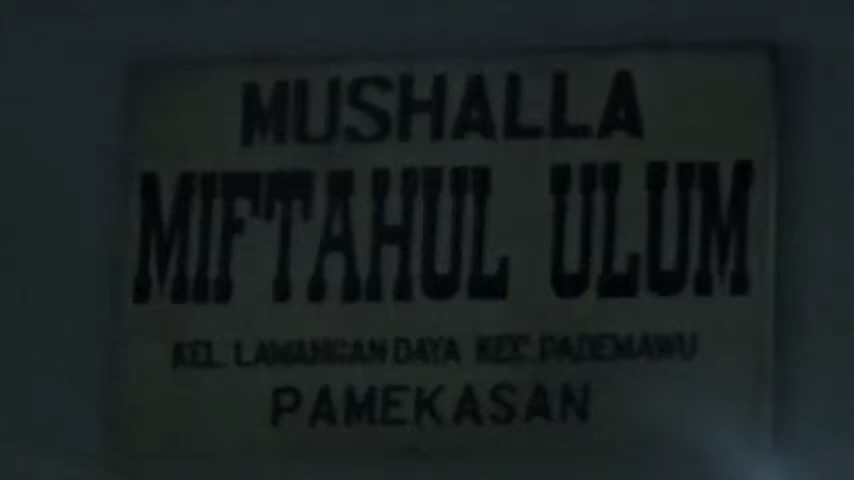 MUSHALLA
MIFTAHUL ULUM
KEL. LAWANGAN DAYA KEC. PADEMAWU
PAMEKASAN